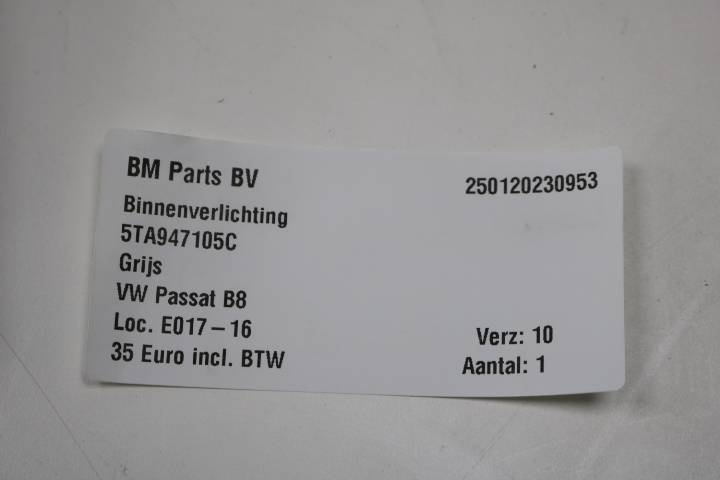 BM Parts BV
250120230953
Binnenverlichting
5TA947105C
Grijs
VW Passat B8
Loc. E017-16
35 Euro incl. BTW
Verz: 10
Aantal: 1